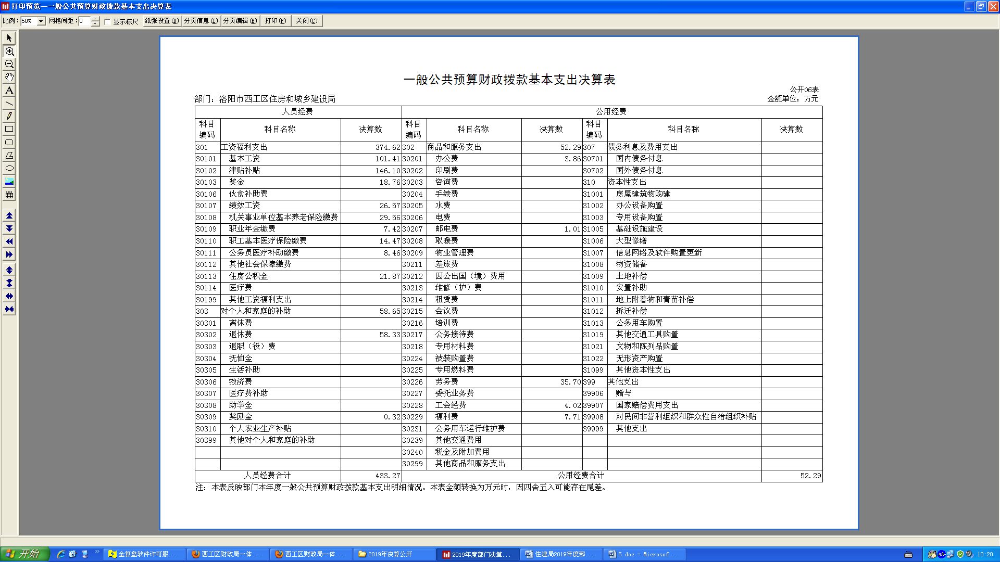 打印预览—一般公共预算财政拨款基本支出决算表
比例：50% 网格间距：0 显示标尺 纸张设置(U) 分页信息(I) 分页编辑(E) 打印(P) 关闭(C)
一般公共预算财政拨款基本支出决算表
公开06表
部门：洛阳市西工区住房和城乡建设局 金额单位：万元
人员经费 公用经费
科目编码 科目名称 决算数 科目编码 科目名称 决算数 科目编码 科目名称 决算数
301 工资福利支出 374.62 302 商品和服务支出 52.29 307 债务利息及费用支出
30101 基本工资 101.41 30201 办公费 3.86 30701 国内债务付息
30102 津贴补贴 146.10 30202 印刷费 30702 国外债务付息
30103 奖金 18.76 30203 咨询费 310 资本性支出
30106 伙食补助费 30204 手续费 31001 房屋建筑物购建
30107 绩效工资 26.57 30205 水费 31002 办公设备购置
30108 机关事业单位基本养老保险缴费 29.56 30206 电费 31003 专用设备购置
30109 职业年金缴费 7.42 30207 邮电费 1.01 31005 基础设施建设
30110 职工基本医疗保险缴费 14.47 30208 取暖费 31006 大型修缮
30111 公务员医疗补助缴费 8.46 30209 物业管理费 31007 信息网络及软件购置更新
30112 其他社会保障缴费 30211 差旅费 31008 物资储备
30113 住房公积金 21.87 30212 因公出国（境）费用 31009 土地补偿
30114 医疗费 30213 维修（护）费 31010 安置补助
30199 其他工资福利支出 30214 租赁费 31011 地上附着物和青苗补偿
303 对个人和家庭的补助 58.65 30215 会议费 31012 拆迁补偿
30301 离休费 30216 培训费 31013 公务用车购置
30302 退休费 58.33 30217 公务接待费 31019 其他交通工具购置
30303 退职（役）费 30218 专用材料费 31021 文物和陈列品购置
30304 抚恤金 30224 被装购置费 31022 无形资产购置
30305 生活补助 30225 专用燃料费 31099 其他资本性支出
30306 救济费 30226 劳务费 35.70 399 其他支出
30307 医疗费补助 30227 委托业务费 39906 赠与
30308 助学金 30228 工会经费 4.02 39907 国家赔偿费用支出
30309 奖励金 0.32 30229 福利费 7.71 39908 对民间非营利组织和群众性自治组织补贴
30310 个人农业生产补贴 30231 公务用车运行维护费 39999 其他支出
30399 其他对个人和家庭的补助 30239 其他交通费用
30240 税金及附加费用
30299 其他商品和服务支出
人员经费合计 433.27 公用经费合计 52.29
注：本表反映部门本年度一般公共预算财政拨款基本支出明细情况。本表金额转换为万元时，因四舍五入可能存在尾差。
开始 金算盘软件许可服... 西工区财政局一体... 西工区财政局一体... 2019年决算公开 2019年度部门决算... 住建局2019年度部... 5.doc - Microsof... 10:20